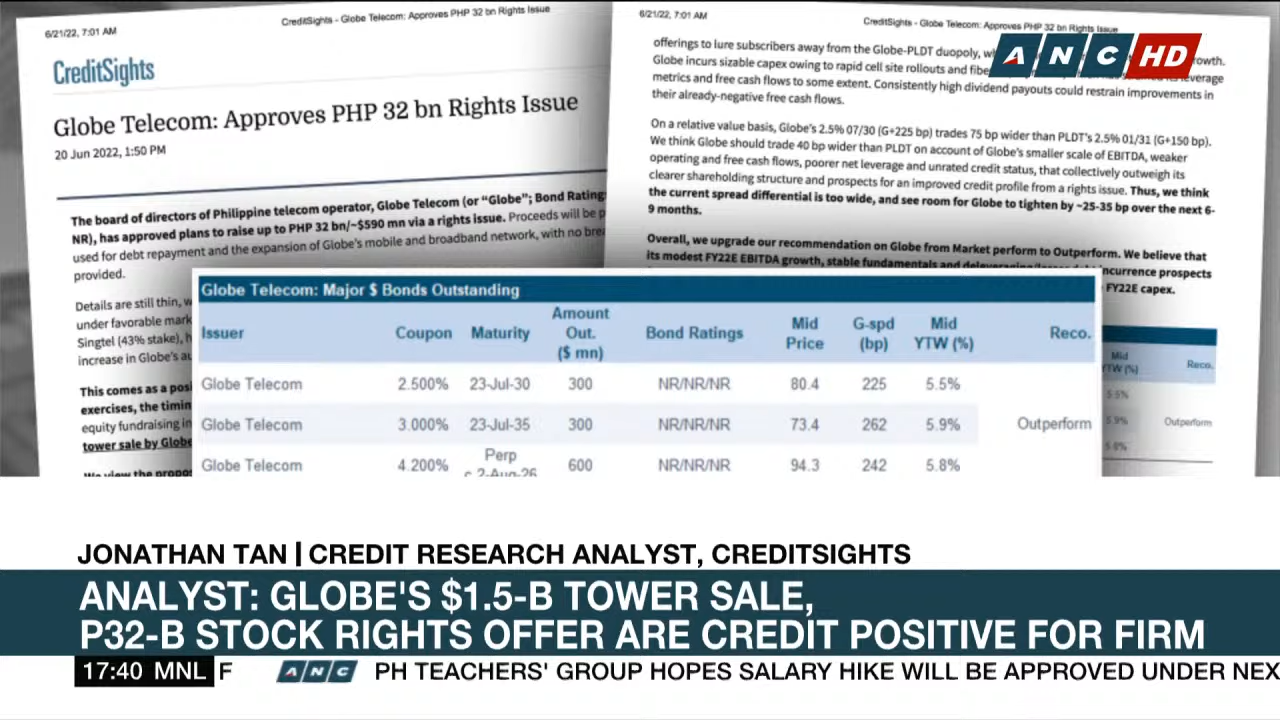 6/21/22, 7:01 AM
CreditSights - Globe Telecom: Approves PHP 32 bn Rights Issue
CreditSights
Globe Telecom: Approves PHP 32 bn Rights Issue
20 Jun 2022, 1:50 PM
The board of directors of Philippine telecom operator, Globe Telecom (or “Globe”; Bond Rating
NR), has approved plans to raise up to PHP 32 bn/~$590 mn via a rights issue. Proceeds will be
used for debt repayment and the expansion of Globe's mobile and broadband network, with no
provided.
Details are still thin,
under favorable
Singtel (43% stake),
increase in Globe's
This comes as a
exercises, the
equity fundraising in
tower sale by Globe
We view the
6/21/22, 7:01 AM
CreditSights - Globe Telecom: Approves PHP 32 bn Rights Issue
offerings to lure subscribers away from the Globe-PLDT duopoly,
Globe incurs sizable capex owing to rapid cell site rollouts and leverage
metrics and free cash flows to some extent. Consistently high dividend payouts could restrain improvements in
their already-negative free cash flows.
On a relative value basis, Globe's 2.5% 07/30 (G+225 bp) trades 75 bp wider than PLDT's 2.5% 01/31 (G+150 bp).
We think Globe should trade 40 bp wider than PLDT on account of Globe's smaller scale of EBITDA, weaker
operating and free cash flows, poorer net leverage and unrated credit status, that collectively outweigh its
clearer shareholding structure and prospects for an improved credit profile from a rights issue. Thus, we think
the current spread differential is too wide, and see room for Globe to tighten by ~25-35 bp over the next 6-
9 months.
Overall, we upgrade our recommendation on Globe from Market perform to Outperform. We believe that
its modest FY22E EBITDA growth, stable fundamentals and incurrence prospects
FY22E capex.
ANC HD
Globe Telecom: Major $ Bonds Outstanding
Issuer Coupon Maturity Amount Out. ($ mn) Bond Ratings Mid Price G-spd (bp) Mid YTW (%) Reco.
Globe Telecom 2.500% 23-Jul-30 300 NR/NR/NR 80.4 225 5.5%
Globe Telecom 3.000% 23-Jul-35 300 NR/NR/NR 73.4 262 5.9% Outperform
Globe Telecom 4.200% Perp c 2-Aug-26 600 NR/NR/NR 94.3 242 5.8%
Mid
YTW (%) Reco.
5.5%
5.9% Outperform
JONATHAN TAN | CREDIT RESEARCH ANALYST, CREDITSIGHTS
ANALYST: GLOBE'S $1.5-B TOWER SALE,
P32-B STOCK RIGHTS OFFER ARE CREDIT POSITIVE FOR FIRM
17:40 MNL F ANC PH TEACHERS' GROUP HOPES SALARY HIKE WILL BE APPROVED UNDER NEX